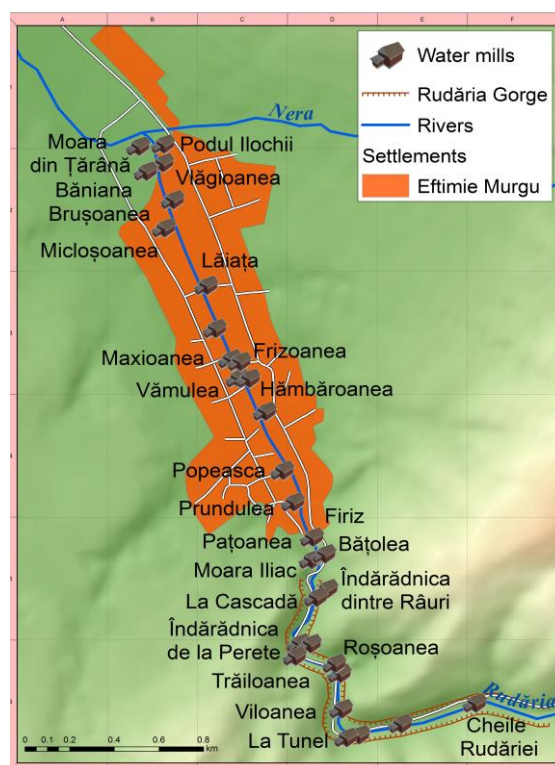 Water mills
Rudăria Gorge
Rivers
Settlements
Eftimie Murgu
Nera
Moara
din Țărână
Podul Ilochii
Băniana
Vlăgioanea
Brușoanea
Micloșoanea
Lăiața
Maxioanea
Frizoanea
Vămulea
Hămbăroanea
Popeasca
Prundulea
Firiz
Pațoanea
Bățolea
Moara Iliac
La Cascadă
Îndărădnica
dintre Râuri
Îndărădnica
de la Perete
Roșoanea
Trăiloanea
Viloanea
La Tunel
Rudăria
Cheile
Rudăriei
0 0.1 0.2 0.4 0.6 0.8
km